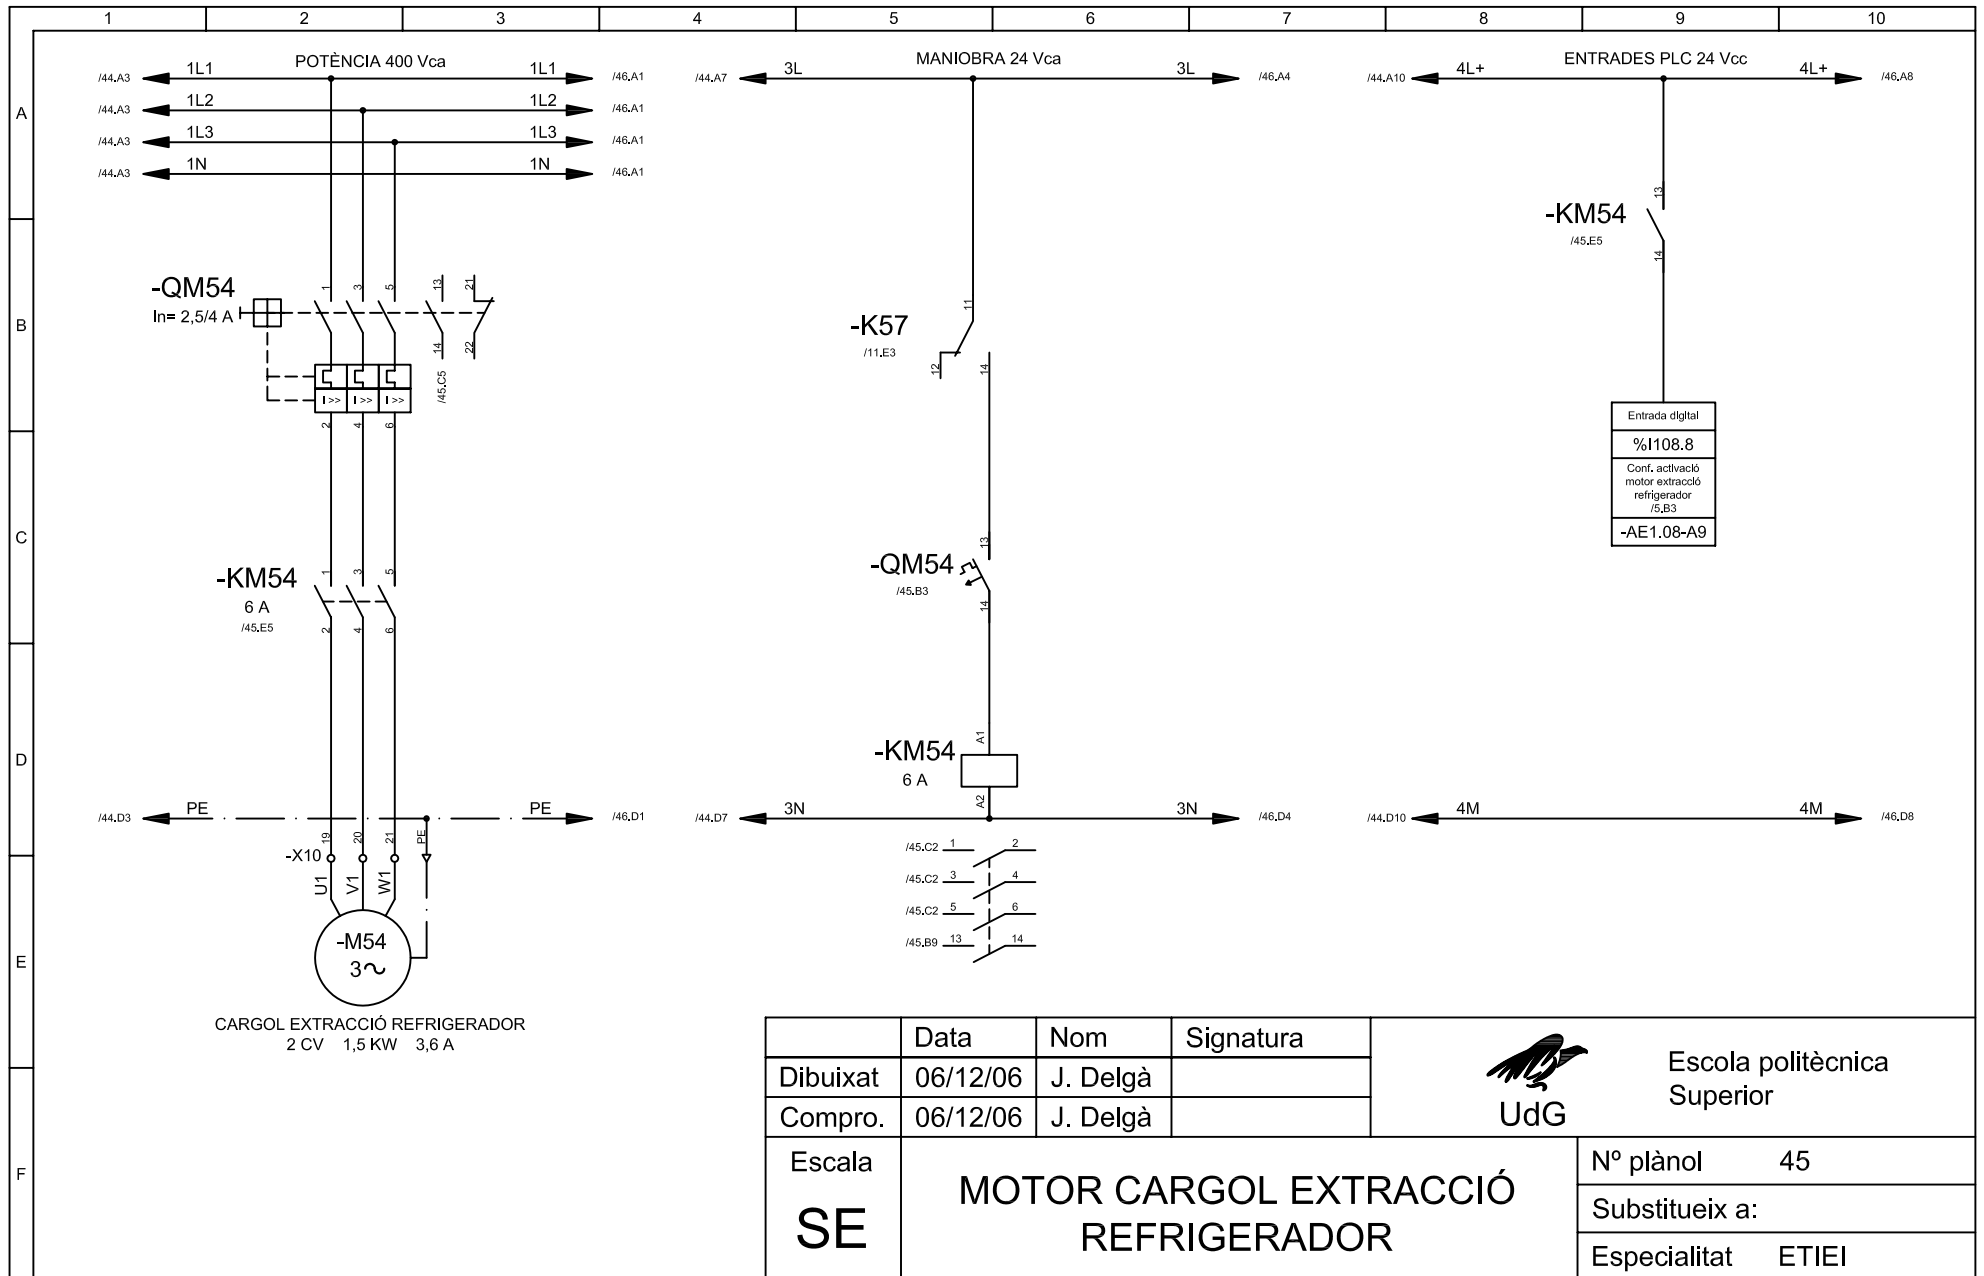 1 2 3 4 5 6 7 8 9 10
A
B
C
D
E
F
POTÈNCIA 400 Vca
/44.A3 1L1 1L1 /46.A1
/44.A3 1L2 1L2 /46.A1
/44.A3 1L3 1L3 /46.A1
/44.A3 1N 1N /46.A1
-QM54
In= 2,5/4 A
1 3 5 13 21
14 22
/45.C5
I >> I >> I >>
2 4 6
-KM54
6 A
/45.E5
1 3 5
2 4 6
/44.D3 PE PE /46.D1
19 20 21 PE
-X10
U1 V1 W1
-M54
3~
CARGOL EXTRACCIÓ REFRIGERADOR
2 CV 1,5 KW 3,6 A
MANIOBRA 24 Vca
/44.A7 3L 3L /46.A4
-K57
/11.E3
11
12 14
-QM54
/45.B3
13
14
-KM54
6 A
A1
A2
/44.D7 3N 3N /46.D4
/45.C2 1 2
/45.C2 3 4
/45.C2 5 6
/45.B9 13 14
ENTRADES PLC 24 Vcc
/44.A10 4L+ 4L+ /46.A8
-KM54
/45.E5
13
14
Entrada digital
%I108.8
Conf. activació
motor extracció
refrigerador
/5.B3
-AE1.08-A9
/44.D10 4M 4M /46.D8
Data Nom Signatura
Dibuixat 06/12/06 J. Delgà
Compro. 06/12/06 J. Delgà
UdG
Escola politècnica
Superior
Escala
SE
MOTOR CARGOL EXTRACCIÓ
REFRIGERADOR
Nº plànol 45
Substitueix a:
Especialitat ETIEI